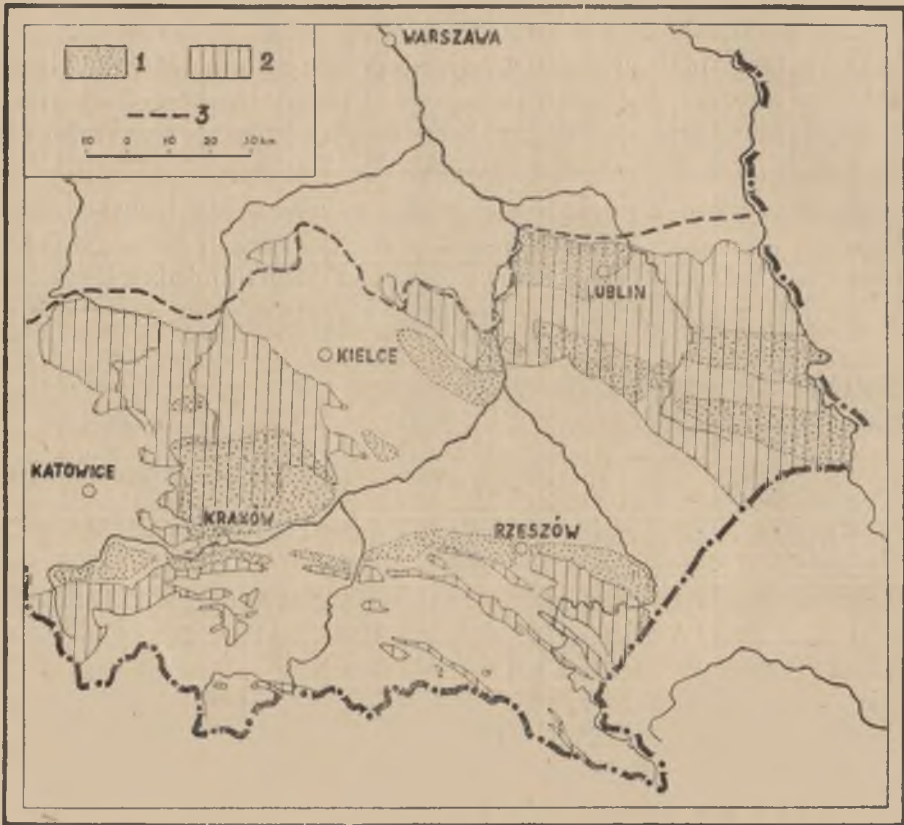 WARSZAWA
1 2
3
10 0 10 20 30 km
LUBLIN
KIELCE
KATOWICE
KRAKÓW
RZESZÓW